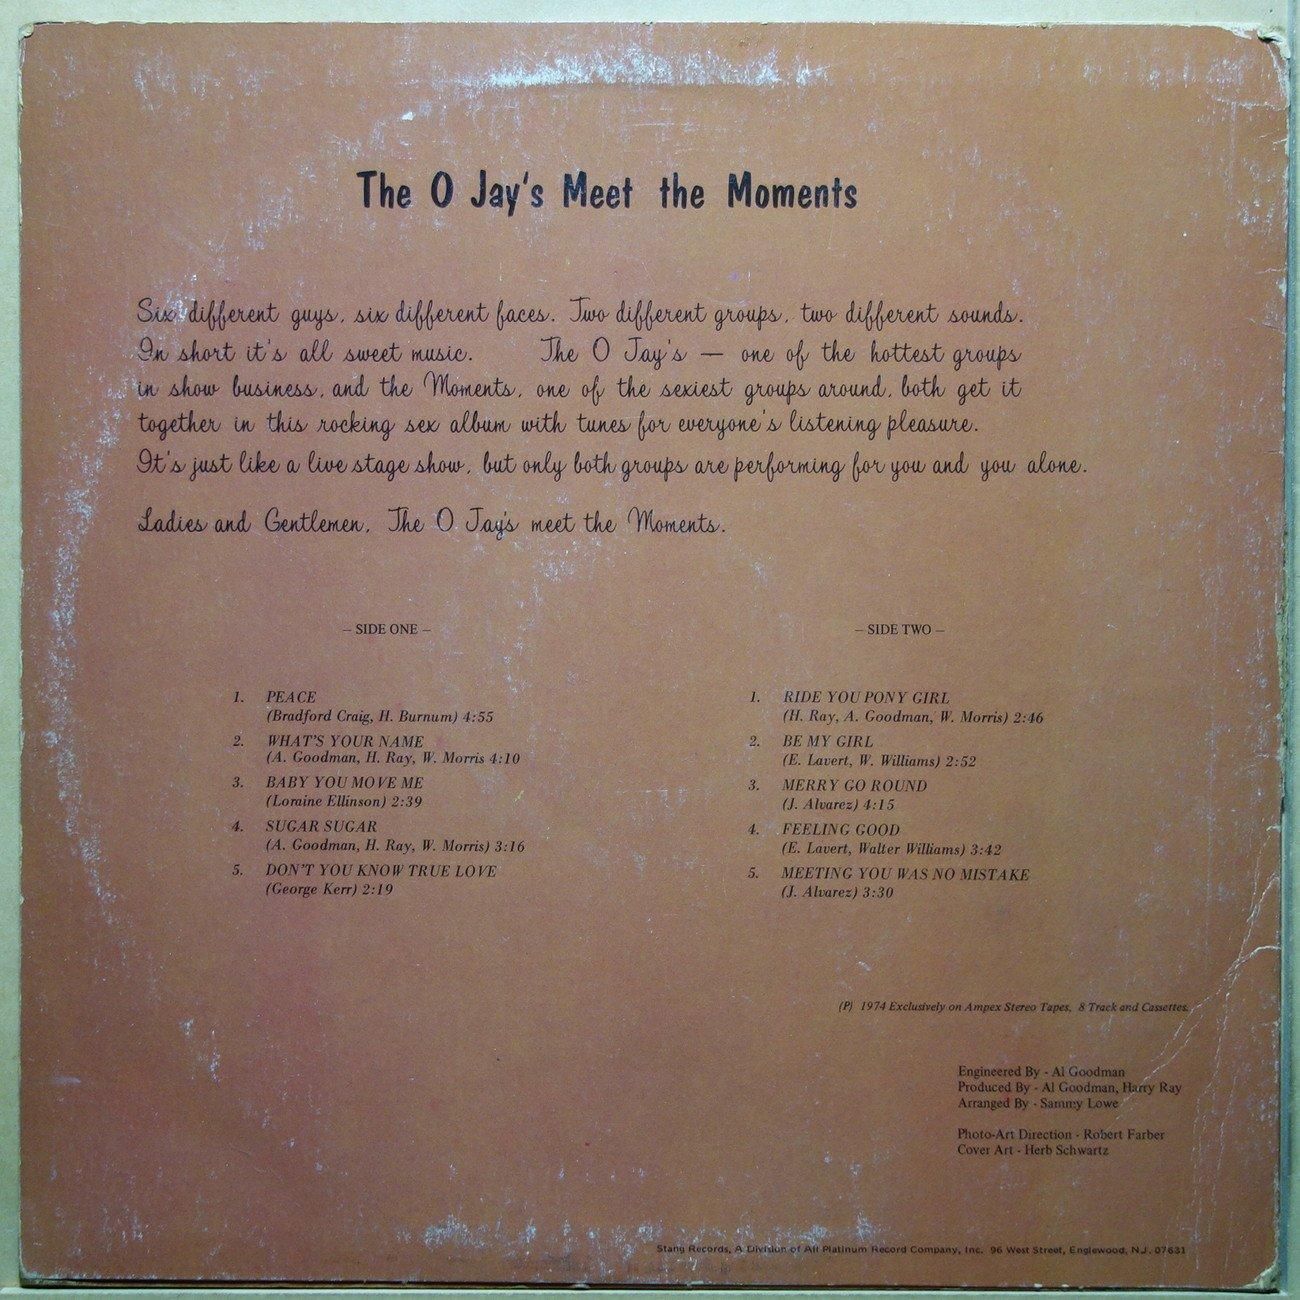 The O Jay's Meet the Moments
Six different guys, six different faces. Two different groups, two different sounds.
In short it's all sweet music. The O Jay's — one of the hottest groups
in show business, and the Moments, one of the sexiest groups around, both get it
together in this rocking sex album with tunes for everyone's listening pleasure.
It's just like a live stage show, but only both groups are performing for you and you alone.
Ladies and Gentlemen, The O Jay's meet the Moments.
– SIDE ONE –
1. PEACE
(Bradford Craig, H. Burnum) 4:55
2. WHAT'S YOUR NAME
(A. Goodman, H. Ray, W. Morris 4:10
3. BABY YOU MOVE ME
(Loraine Ellinson) 2:39
4. SUGAR SUGAR
(A. Goodman, H. Ray, W. Morris) 3:16
5. DON'T YOU KNOW TRUE LOVE
(George Kerr) 2:19
– SIDE TWO –
1. RIDE YOU PONY GIRL
(H. Ray, A. Goodman, W. Morris) 2:46
2. BE MY GIRL
(E. Lavert, W. Williams) 2:52
3. MERRY GO ROUND
(J. Alvarez) 4:15
4. FEELING GOOD
(E. Lavert, Walter Williams) 3:42
5. MEETING YOU WAS NO MISTAKE
(J. Alvarez) 3:30
(P) 1974 Exclusively on Ampex Stereo Tapes, 8 Track and Cassettes.
Engineered By - Al Goodman
Produced By - Al Goodman, Harry Ray
Arranged By - Sammy Lowe
Photo-Art Direction - Robert Farber
Cover Art - Herb Schwartz
Stang Records, A Division of All Platinum Record Company, Inc. 96 West Street, Englewood, N.J. 07631